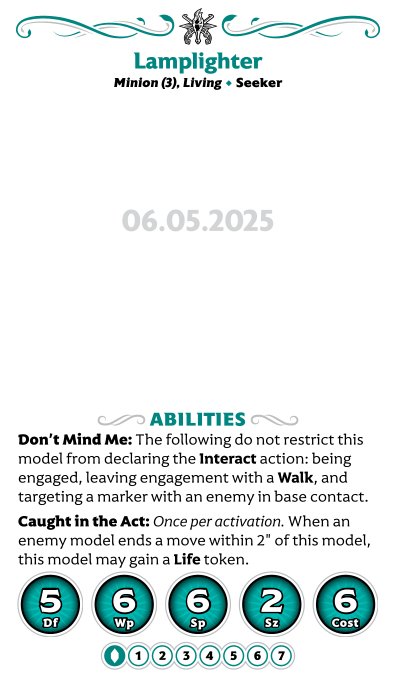 Lamplighter
Minion (3), Living ⬥ Seeker
06.05.2025
ABILITIES
Don't Mind Me: The following do not restrict this
model from declaring the Interact action: being
engaged, leaving engagement with a Walk, and
targeting a marker with an enemy in base contact.
Caught in the Act: Once per activation. When an
enemy model ends a move within 2" of this model,
this model may gain a Life token.
5 6 6 2 6
Df Wp Sp Sz Cost
1 2 3 4 5 6 7